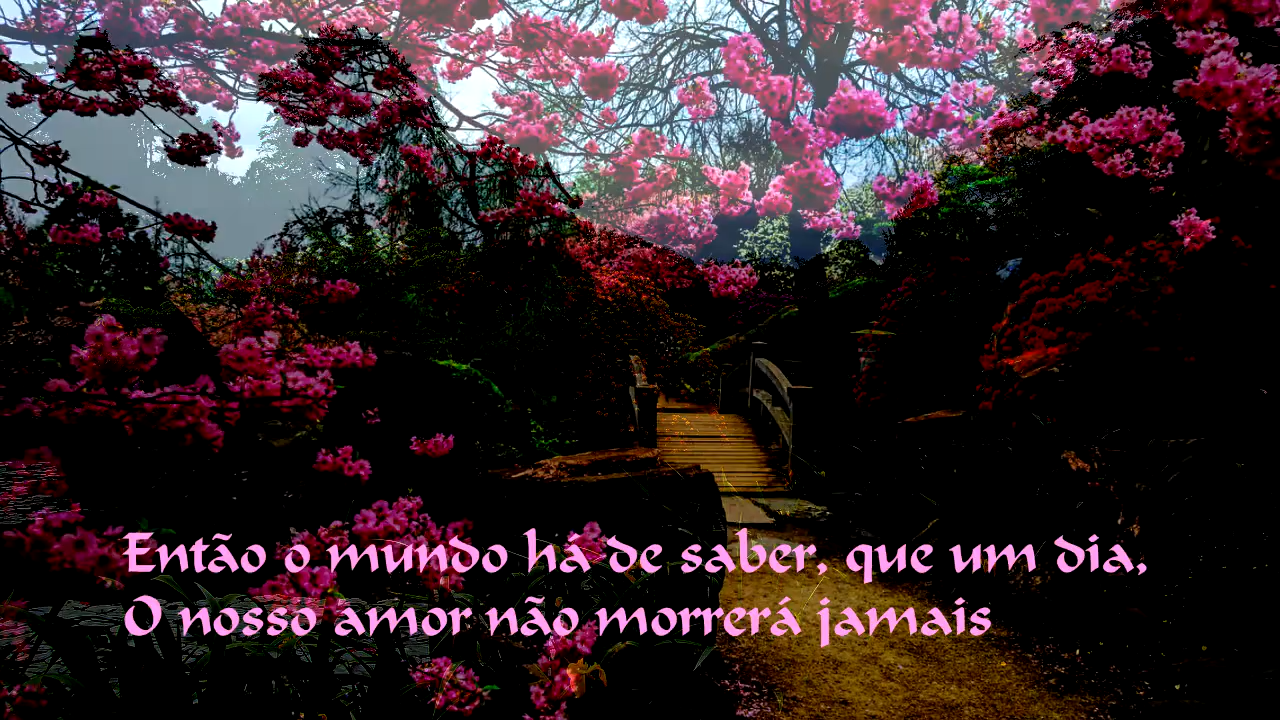 Então o mundo há de saber, que um dia,
O nosso amor não morrerá jamais